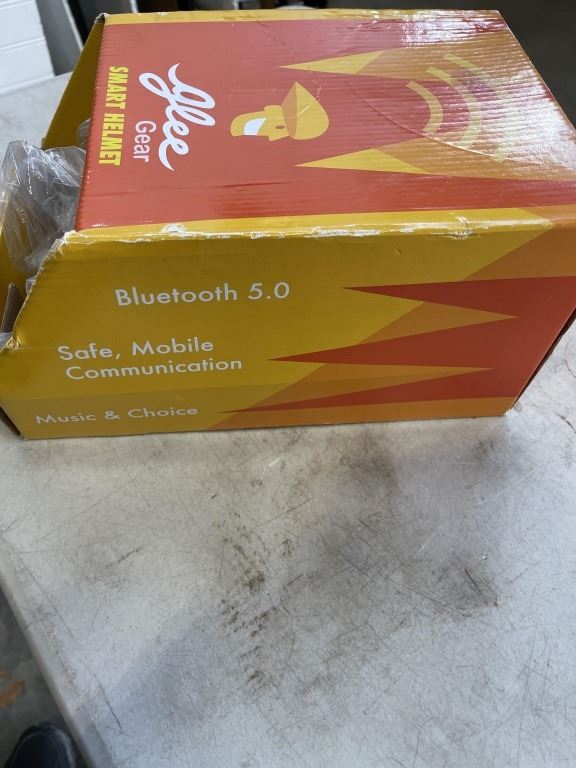 glee
Gear
SMART HELMET
Bluetooth 5.0
Safe, Mobile
Communication
Music & Choice